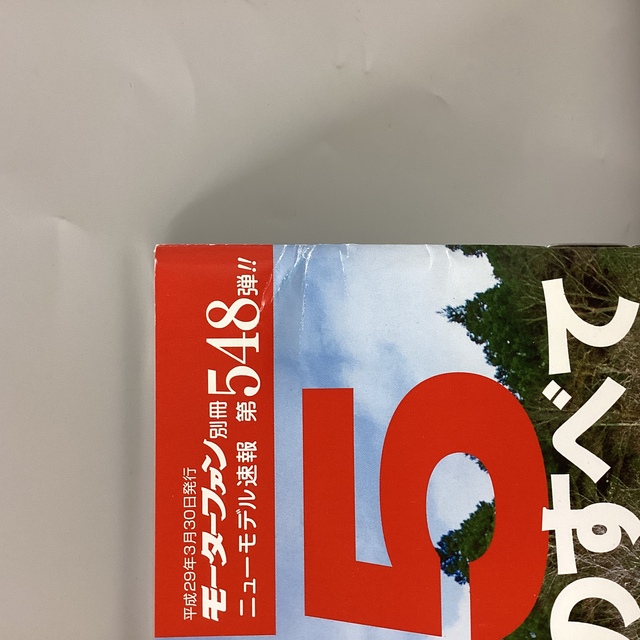 平成29年3月30日発行
モーターファン別冊
ニューモデル速報 第548弾!!
5
のすべて